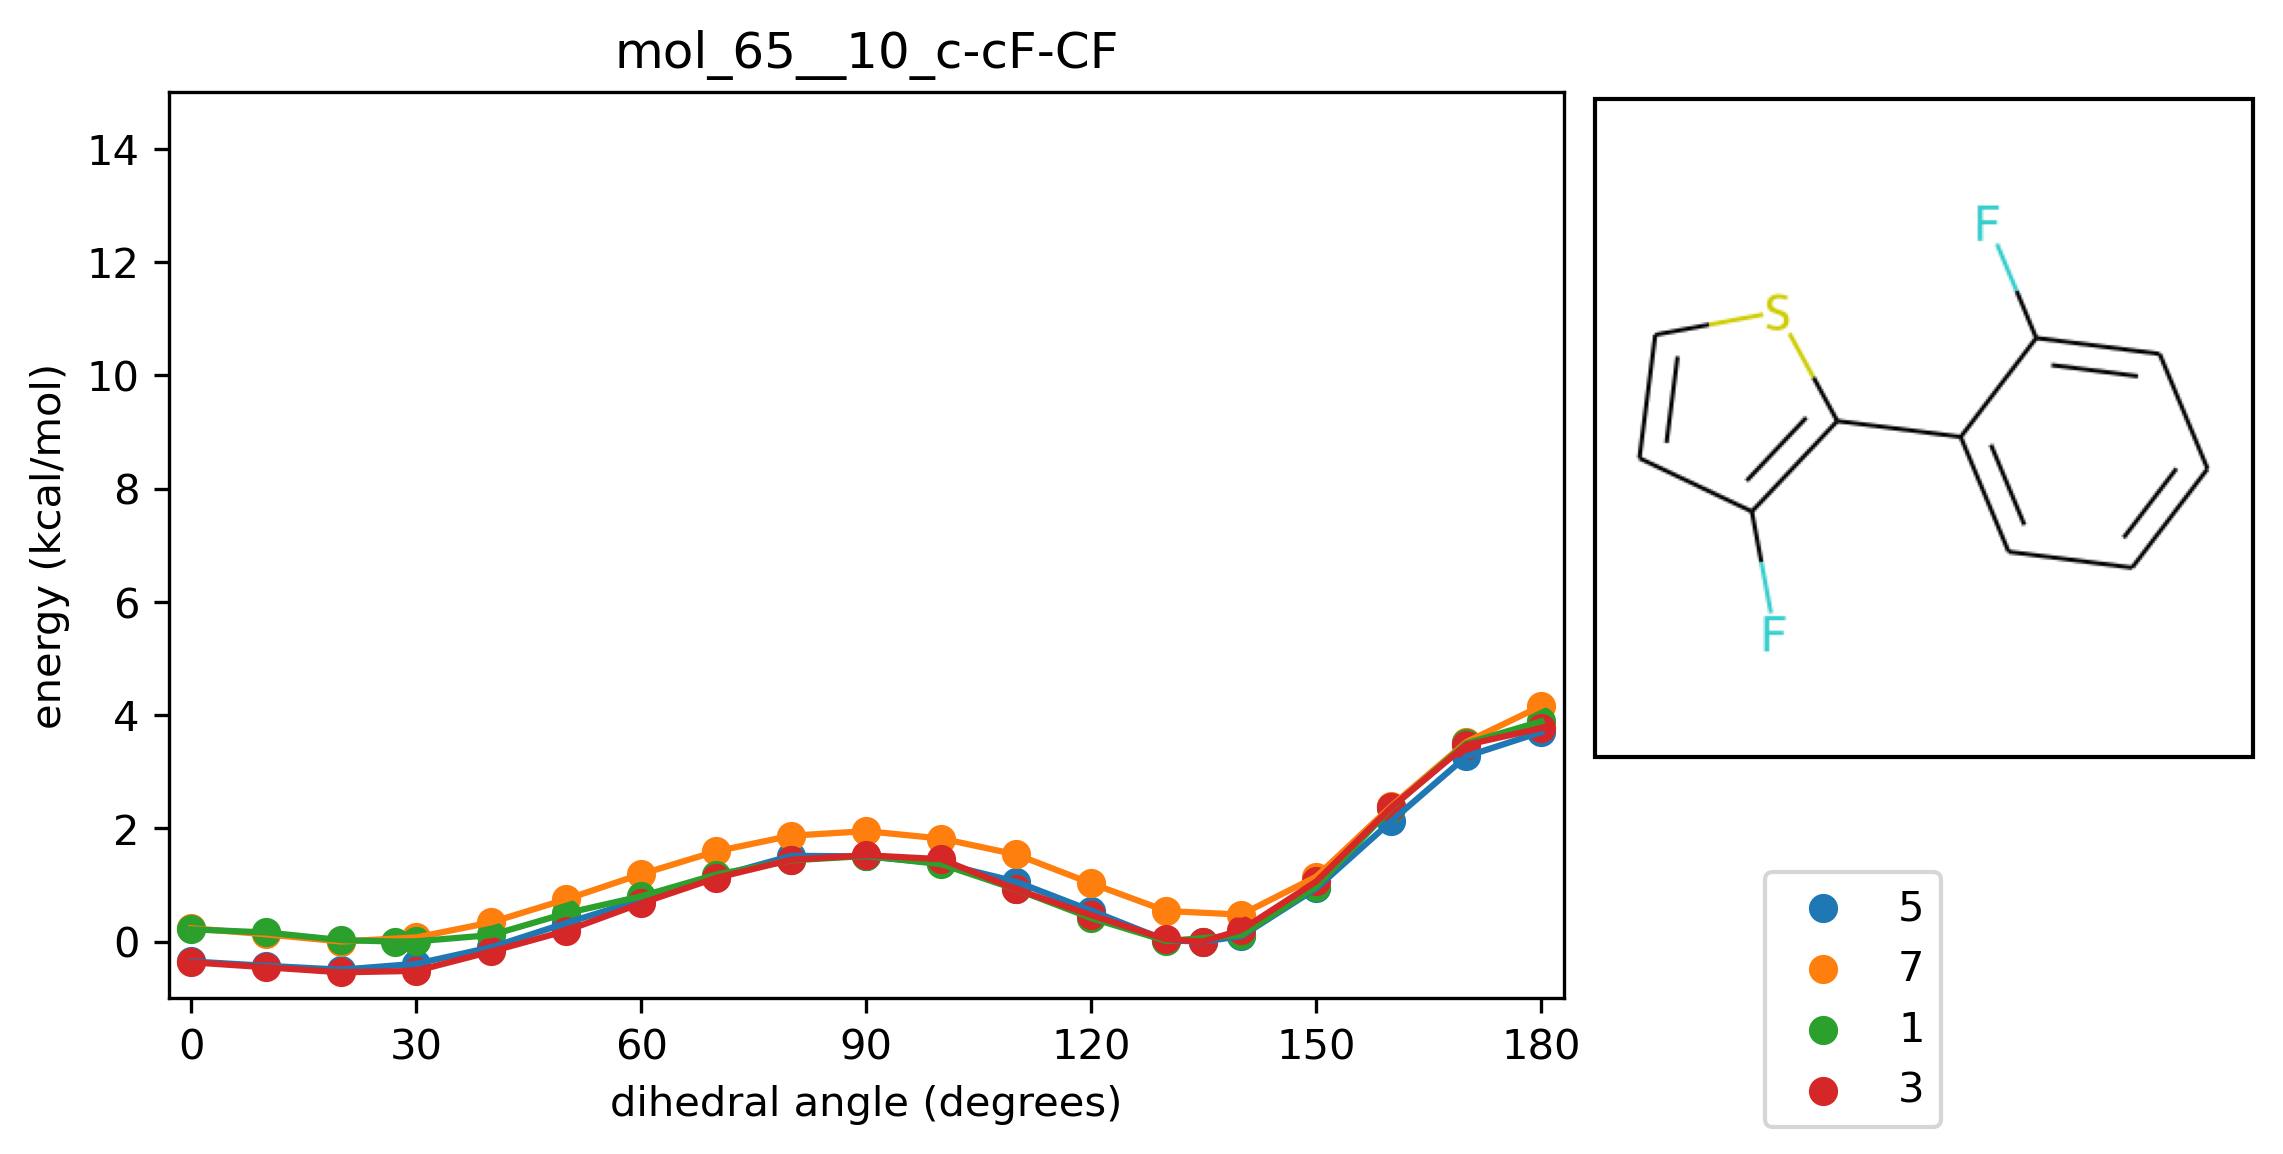 mol_65__10_c-cF-CF
energy (kcal/mol)
14
12
10
8
6
4
2
0
0 30 60 90 120 150 180
dihedral angle (degrees)
F
S
F
5
7
1
3